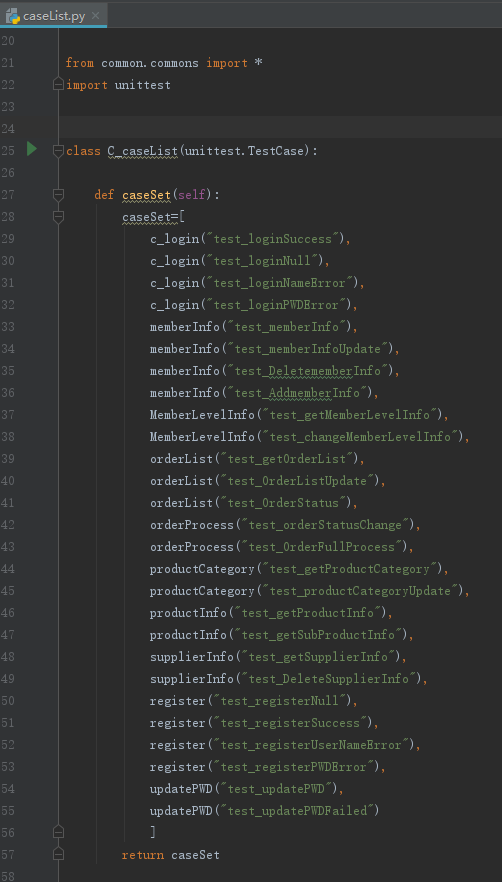 caseList.py
20
21 from common.commons import *
22 import unittest
23
24
25 class C_caseList(unittest.TestCase):
26
27 def caseSet(self):
28 caseSet=[
29 c_login("test_loginSuccess"),
30 c_login("test_loginNull"),
31 c_login("test_loginNameError"),
32 c_login("test_loginPWDError"),
33 memberInfo("test_memberInfo"),
34 memberInfo("test_memberInfoUpdate"),
35 memberInfo("test_DeletememberInfo"),
36 memberInfo("test_AddmemberInfo"),
37 MemberLevelInfo("test_getMemberLevelInfo"),
38 MemberLevelInfo("test_changeMemberLevelInfo"),
39 orderList("test_getOrderList"),
40 orderList("test_OrderListUpdate"),
41 orderList("test_OrderStatus"),
42 orderProcess("test_orderStatusChange"),
43 orderProcess("test_OrderFullProcess"),
44 productCategory("test_getProductCategory"),
45 productCategory("test_productCategoryUpdate"),
46 productInfo("test_getProductInfo"),
47 productInfo("test_getSubProductInfo"),
48 supplierInfo("test_getSupplierInfo"),
49 supplierInfo("test_DeleteSupplierInfo"),
50 register("test_registerNull"),
51 register("test_registerSuccess"),
52 register("test_registerUserNameError"),
53 register("test_registerPWDError"),
54 updatePWD("test_updatePWD"),
55 updatePWD("test_updatePWDFailed")
56 ]
57 return caseSet
58